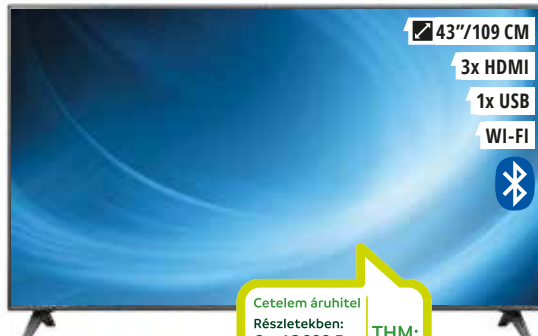 43”/109 CM
3x HDMI
1x USB
WI-FI
Cetelem áruhitel
Részletekben:
THM: